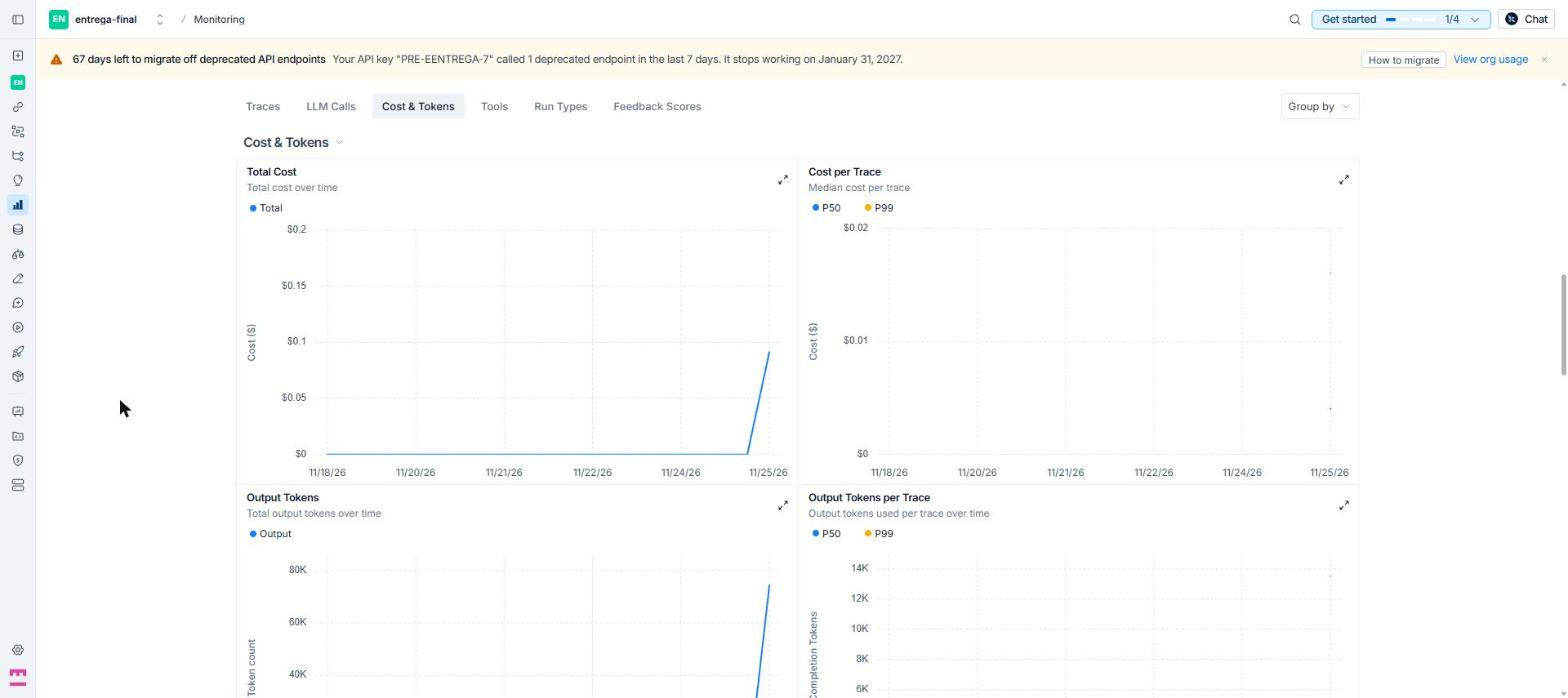 EN entrega-final / Monitoring
Get started 1/4 Chat
67 days left to migrate off deprecated API endpoints Your API key "PRE-EENTREGA-7" called 1 deprecated endpoint in the last 7 days. It stops working on January 31, 2027.
How to migrate View org usage
EN
Traces LLM Calls Cost & Tokens Tools Run Types Feedback Scores Group by
Cost & Tokens
Total Cost
Total cost over time
Total
$0.2
$0.15
$0.1
$0.05
$0
Cost ($)
11/18/26 11/20/26 11/21/26 11/22/26 11/24/26 11/25/26
Cost per Trace
Median cost per trace
P50 P99
$0.02
$0.01
$0
Cost ($)
11/18/26 11/20/26 11/21/26 11/22/26 11/24/26 11/25/26
Output Tokens
Total output tokens over time
Output
80K
60K
40K
Token count
Output Tokens per Trace
Output tokens used per trace over time
P50 P99
14K
12K
10K
8K
6K
Completion Tokens